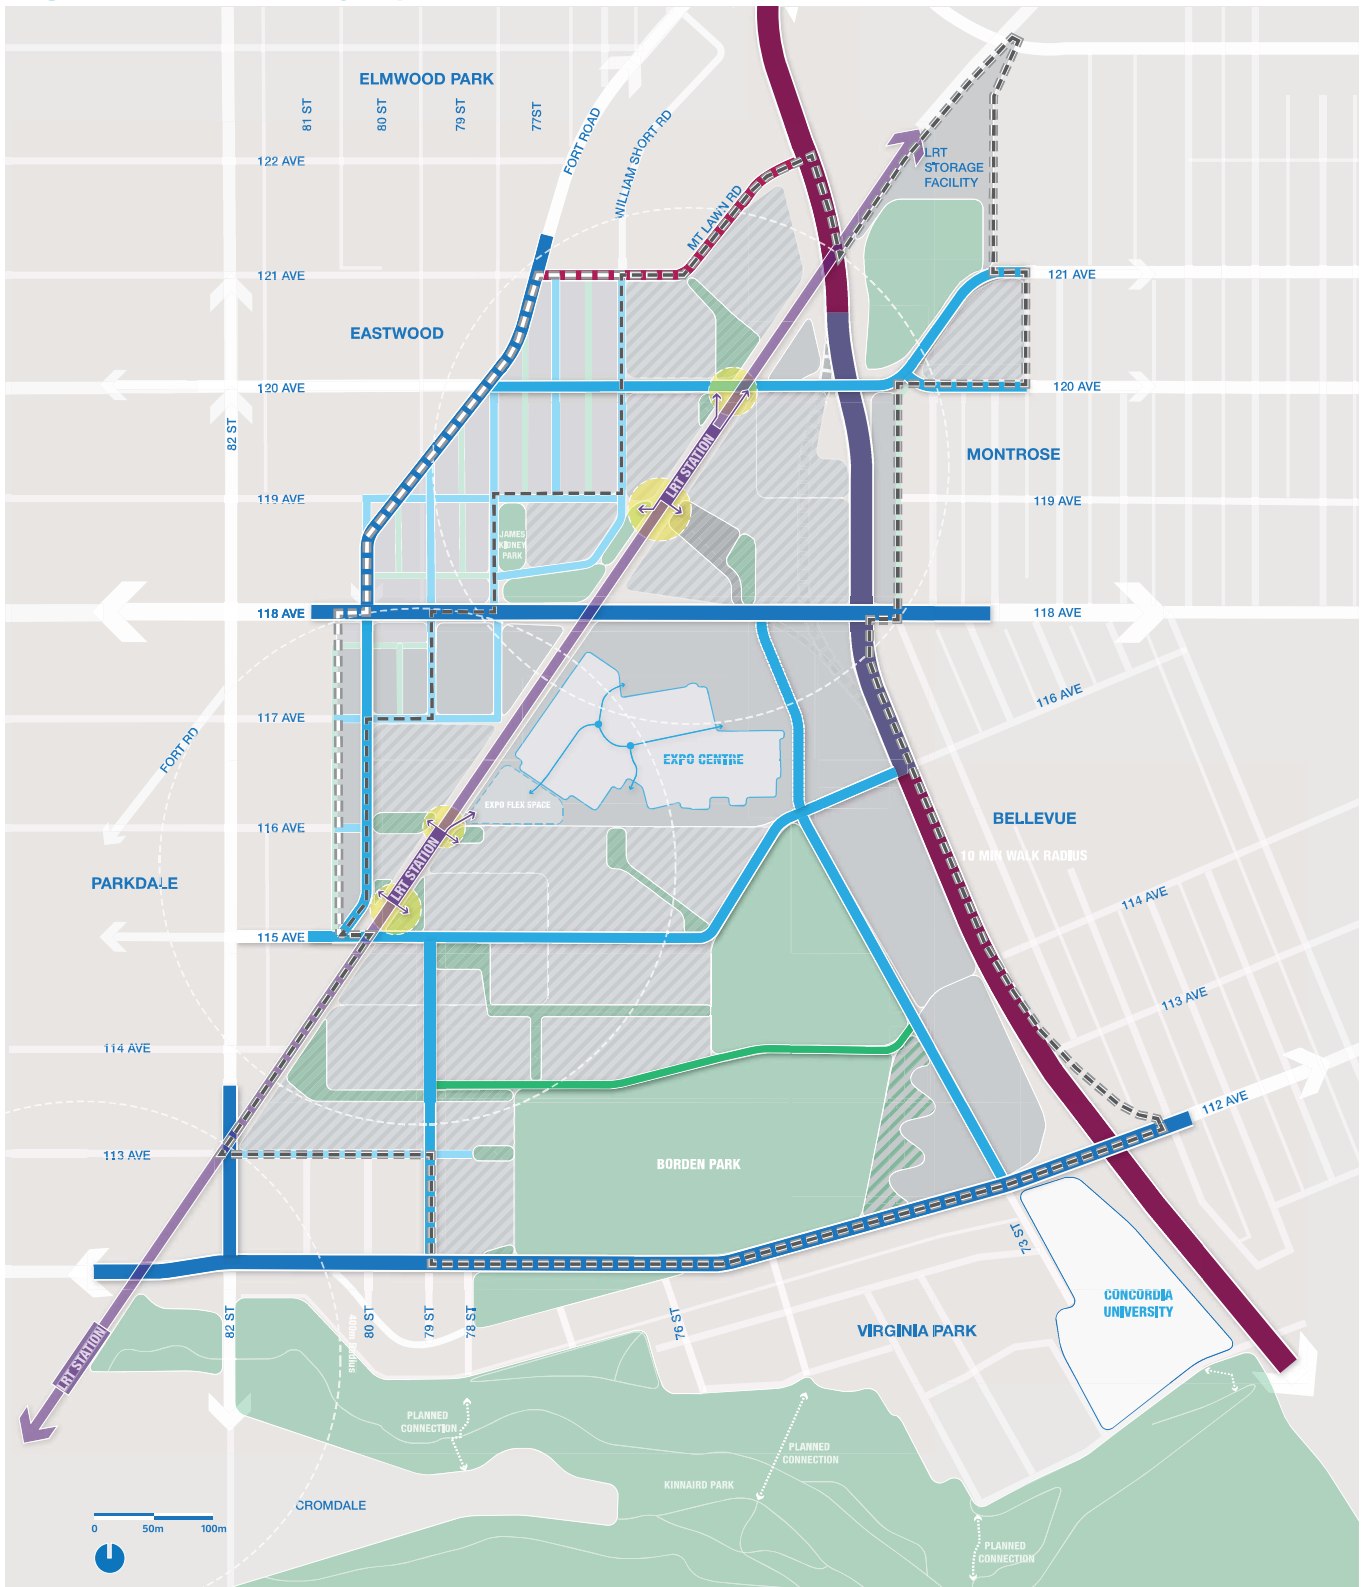 ELMWOOD PARK
81 ST
80 ST
79 ST
77ST
FORT ROAD
WILLIAM SHORT RD
MT LAWN RD
LRT
STORAGE
FACILITY
122 AVE
121 AVE
121 AVE
EASTWOOD
120 AVE
120 AVE
82 ST
LRT STATION
MONTROSE
119 AVE
119 AVE
JAMES
KIDNEY
PARK
118 AVE
118 AVE
116 AVE
117 AVE
FORT RD
EXPO CENTRE
EXPO FLEX SPACE
116 AVE
BELLEVUE
10 MIN WALK RADIUS
LRT STATION
PARKDALE
114 AVE
115 AVE
113 AVE
114 AVE
112 AVE
113 AVE
BORDEN PARK
73 ST
CONCORDIA
UNIVERSITY
82 ST
80 ST
79 ST
78 ST
76 ST
VIRGINIA PARK
LRT STATION
PLANNED
CONNECTION
PLANNED
CONNECTION
KINNAIRD PARK
CROMDALE
PLANNED
CONNECTION
0 50m 100m